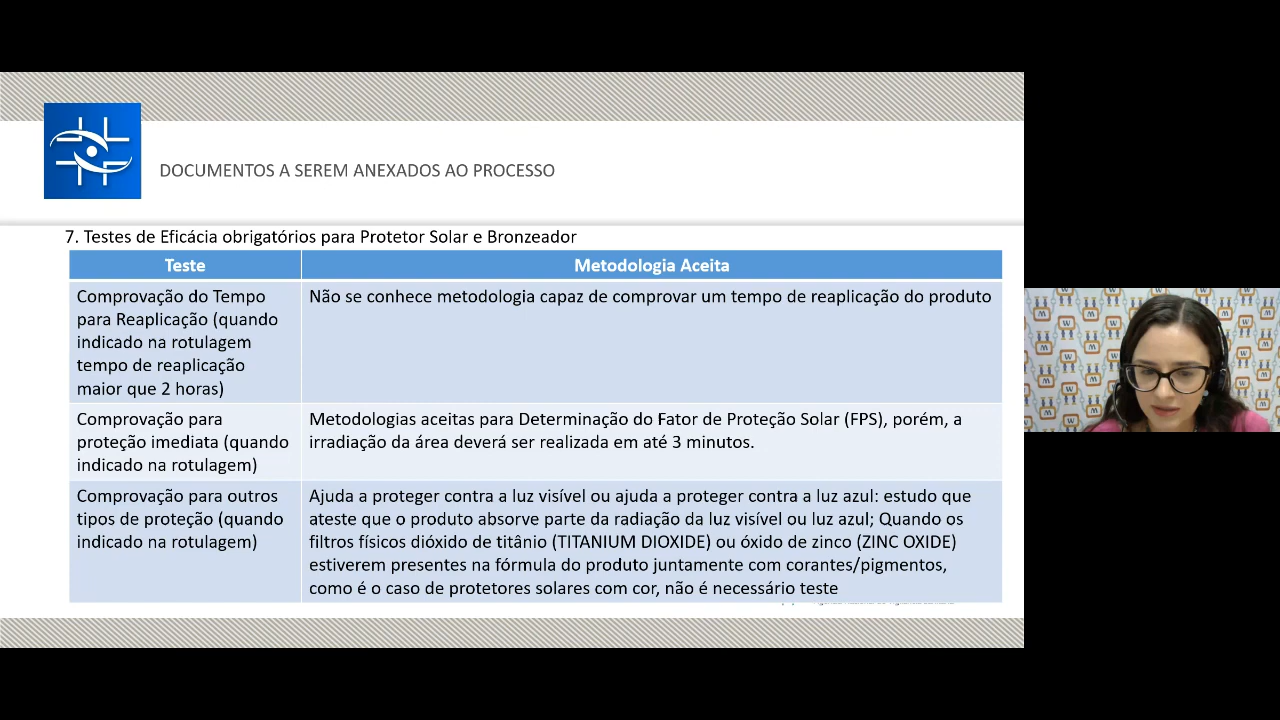 DOCUMENTOS A SEREM ANEXADOS AO PROCESSO
7. Testes de Eficácia obrigatórios para Protetor Solar e Bronzeador
Teste
Metodologia Aceita
Comprovação do Tempo
para Reaplicação (quando
indicado na rotulagem
tempo de reaplicação
maior que 2 horas)
Não se conhece metodologia capaz de comprovar um tempo de reaplicação do produto
Comprovação para
proteção imediata (quando
indicado na rotulagem)
Metodologias aceitas para Determinação do Fator de Proteção Solar (FPS), porém, a
irradiação da área deverá ser realizada em até 3 minutos.
Comprovação para outros
tipos de proteção (quando
indicado na rotulagem)
Ajuda a proteger contra a luz visível ou ajuda a proteger contra a luz azul: estudo que
ateste que o produto absorve parte da radiação da luz visível ou luz azul; Quando os
filtros físicos dióxido de titânio (TITANIUM DIOXIDE) ou óxido de zinco (ZINC OXIDE)
estiverem presentes na fórmula do produto juntamente com corantes/pigmentos,
como é o caso de protetores solares com cor, não é necessário teste